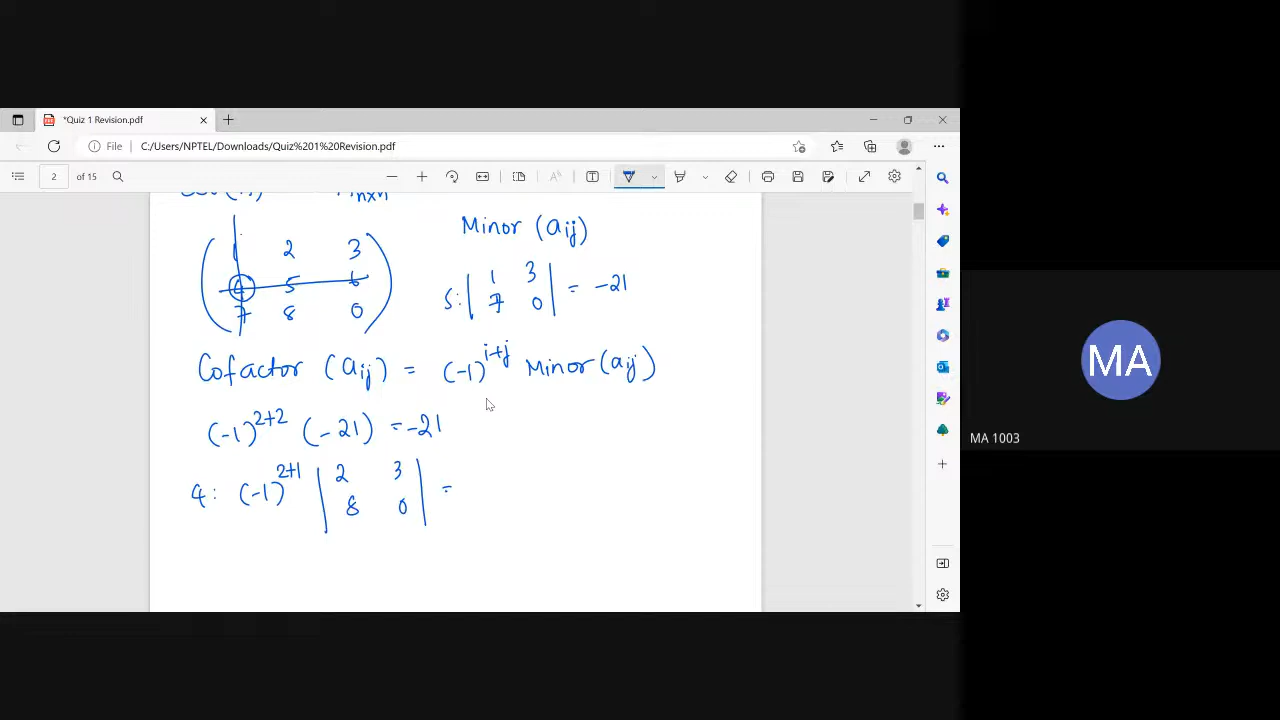 *Quiz 1 Revision.pdf
File C:/Users/NPTEL/Downloads/Quiz%201%20Revision.pdf
2 of 15
Minor (aij)
1 2 3
4 5 6
7 8 0
5: | 1 3 |
| 7 0 | = -21
Cofactor (aij) = (-1)^{i+j} Minor (aij)
(-1)^{2+2} (-21) = -21
4: (-1)^{2+1} | 2 3 |
| 8 0 | =
MA
MA 1003